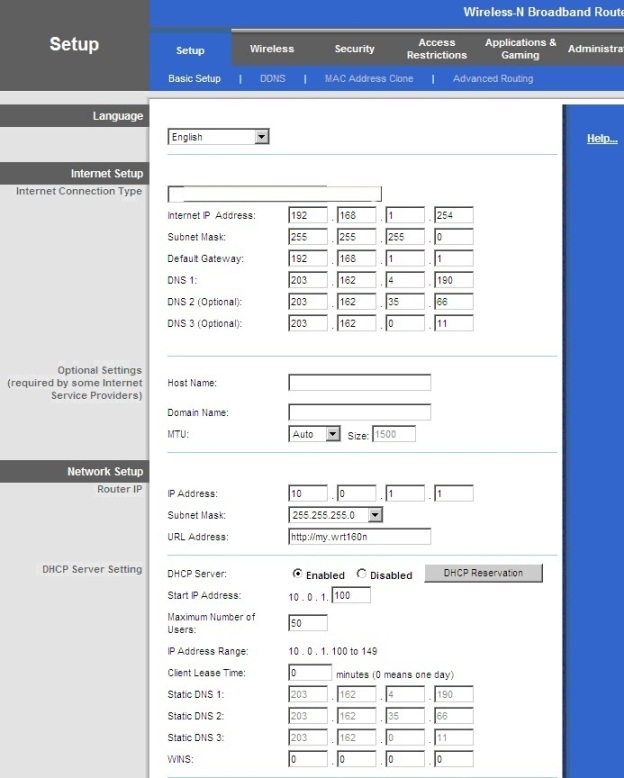 Wireless-N Broadband Route
Setup
Setup Wireless Security Access Restrictions Applications & Gaming Administra
Basic Setup | DDNS | MAC Address Clone | Advanced Routing
Language
English
Help...
Internet Setup
Internet Connection Type
Internet IP Address: 192 . 168 . 1 . 254
Subnet Mask: 255 . 255 . 255 . 0
Default Gateway: 192 . 168 . 1 . 1
DNS 1: 203 . 162 . 4 . 190
DNS 2 (Optional): 203 . 162 . 35 . 66
DNS 3 (Optional): 203 . 162 . 0 . 11
Optional Settings
(required by some Internet
Service Providers)
Host Name:
Domain Name:
MTU: Auto Size: 1500
Network Setup
Router IP
IP Address: 10 . 0 . 1 . 1
Subnet Mask: 255.255.255.0
URL Address: http://my.wrt160n
DHCP Server Setting
DHCP Server: Enabled Disabled DHCP Reservation
Start IP Address: 10 . 0 . 1. 100
Maximum Number of
Users: 50
IP Address Range: 10 . 0 . 1. 100 to 149
Client Lease Time: 0 minutes (0 means one day)
Static DNS 1: 203 . 162 . 4 . 190
Static DNS 2: 203 . 162 . 35 . 66
Static DNS 3: 203 . 162 . 0 . 11
WINS: 0 . 0 . 0 . 0